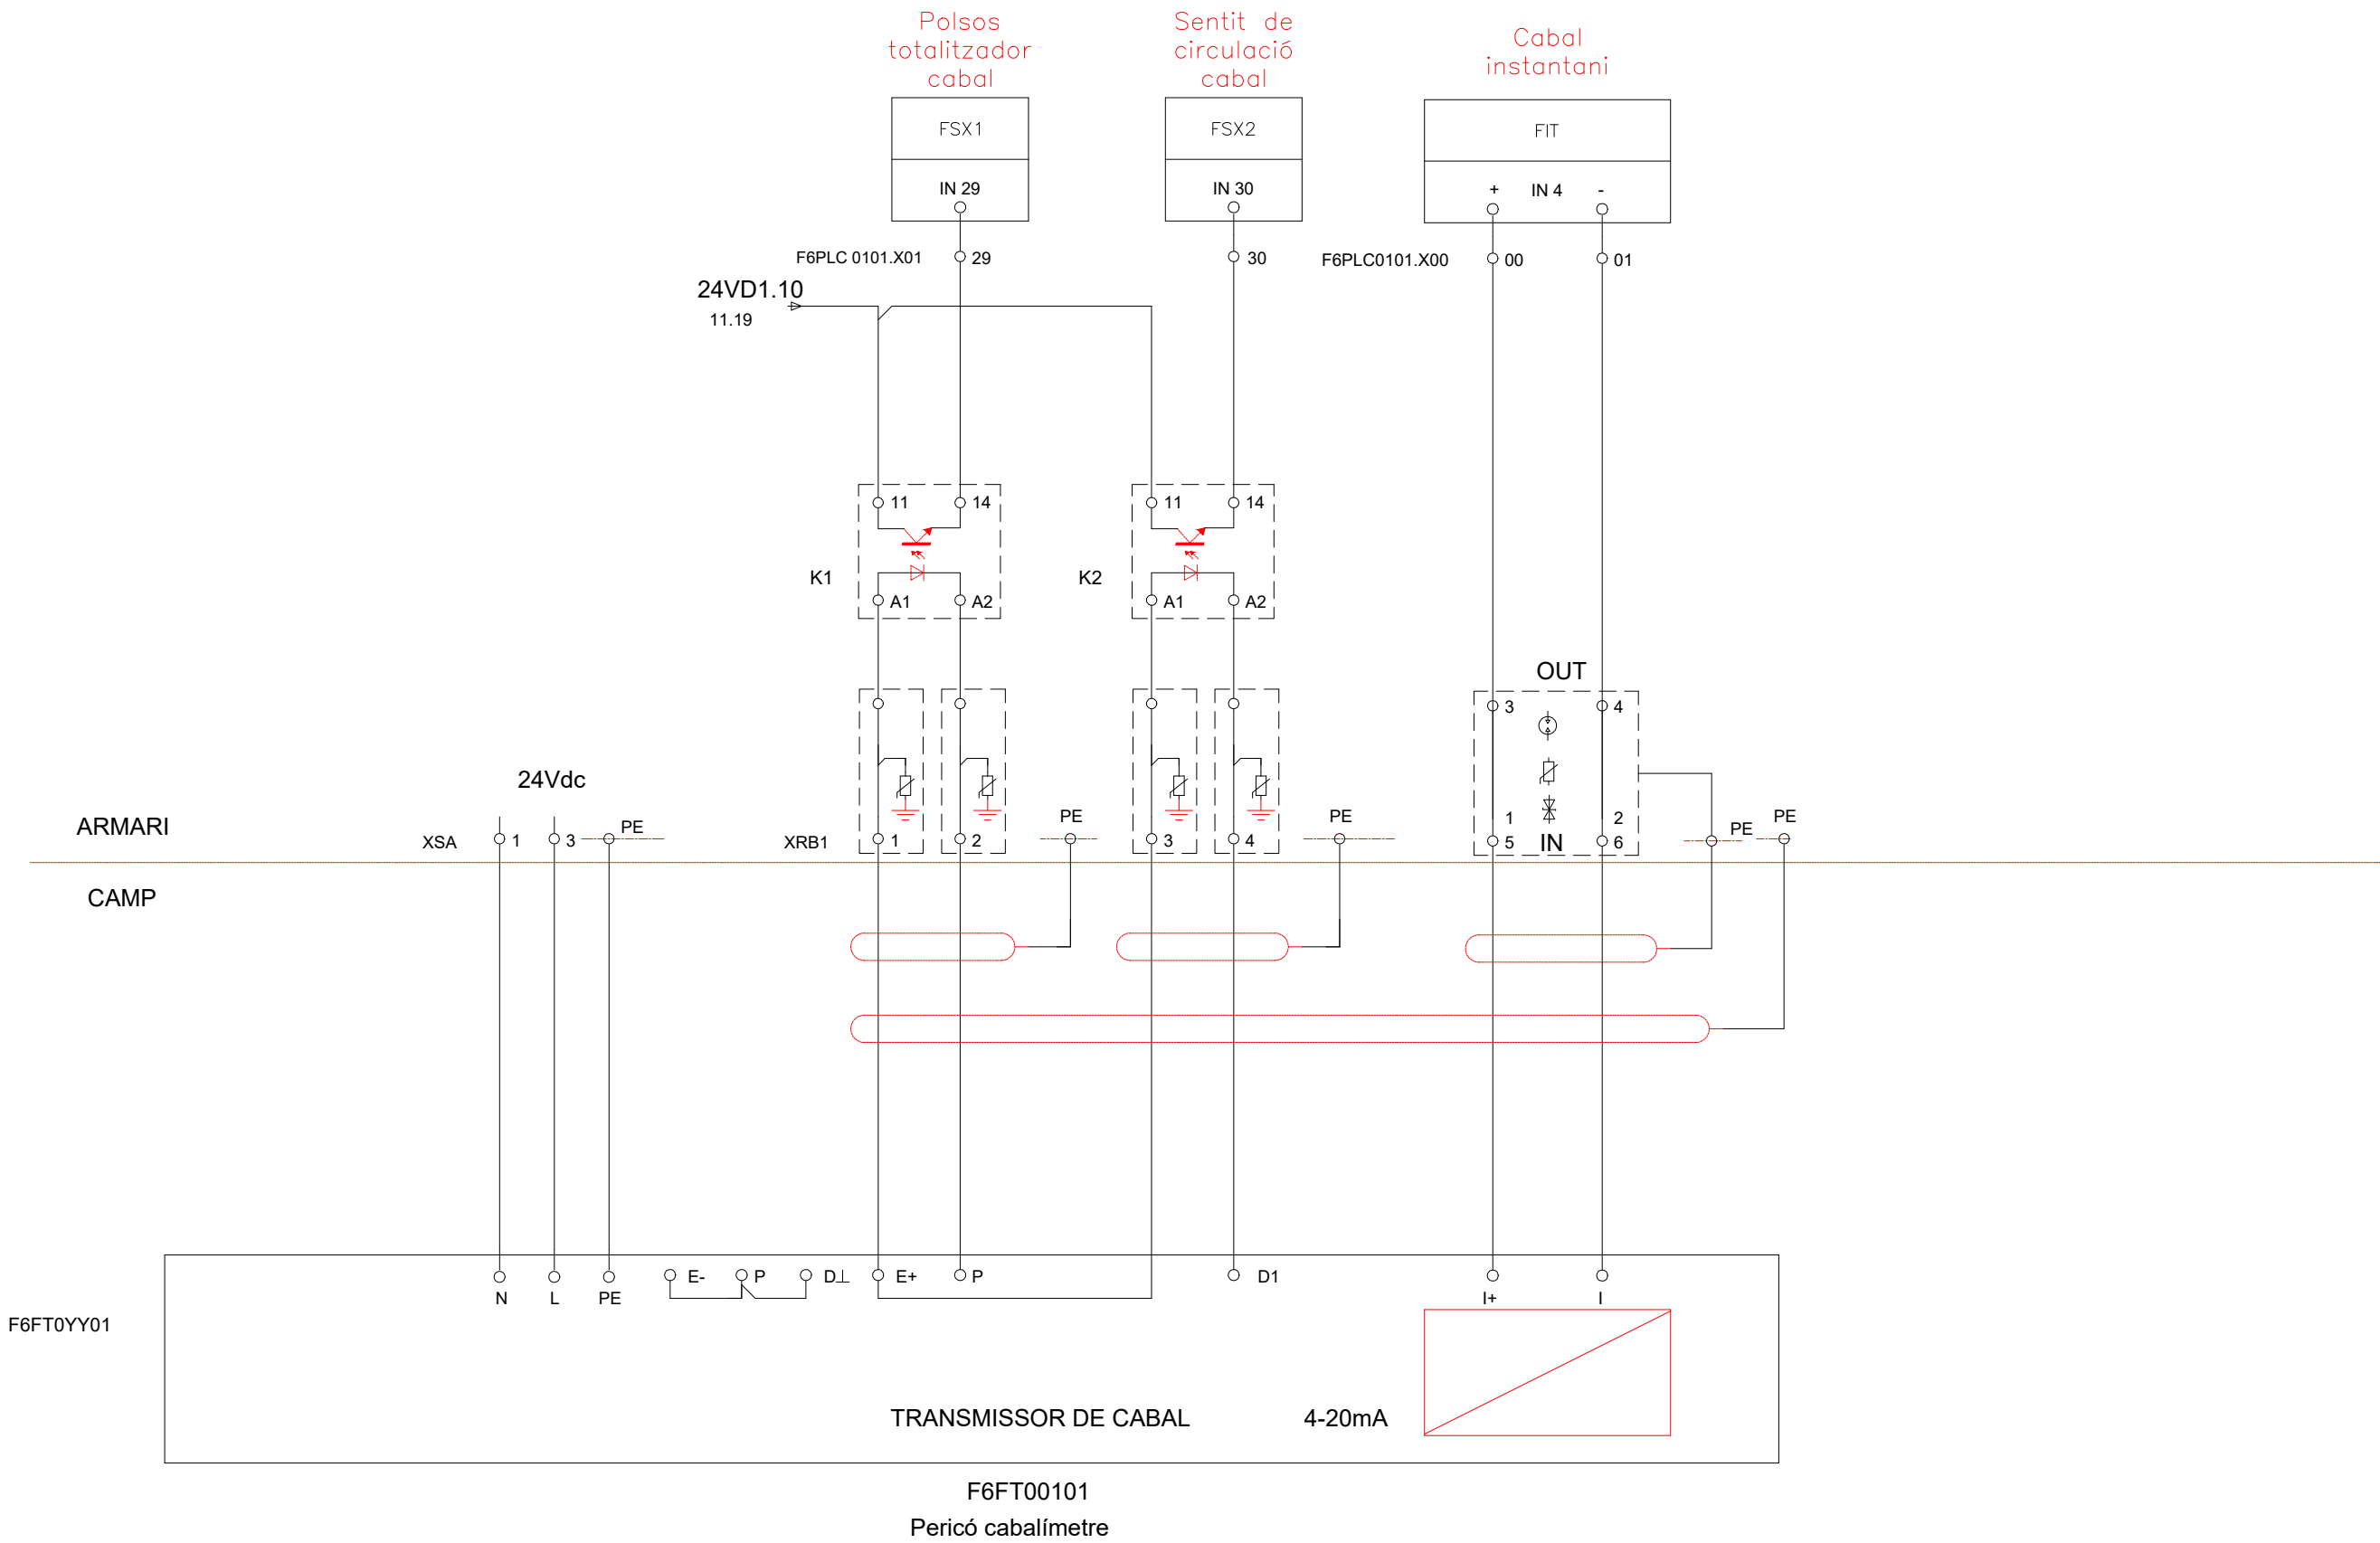 Polsos
totalitzador
cabal
Sentit de
circulació
cabal
Cabal
instantani
FSX1
FSX2
FIT
IN 29
IN 30
+ IN 4 -
F6PLC 0101.X01 29
30
F6PLC0101.X00 00 01
24VD1.10
11.19
11 14
11 14
K1
K2
A1 A2
A1 A2
OUT
3 4
24Vdc
ARMARI
XSA 1 3 PE
XRB1 1 2 PE
3 4 PE
1 2
5 IN 6
PE PE
CAMP
E- P D⊥ E+ P D1
N L PE
I+ I
F6FT0YY01
TRANSMISSOR DE CABAL 4-20mA
F6FT00101
Pericó cabalímetre